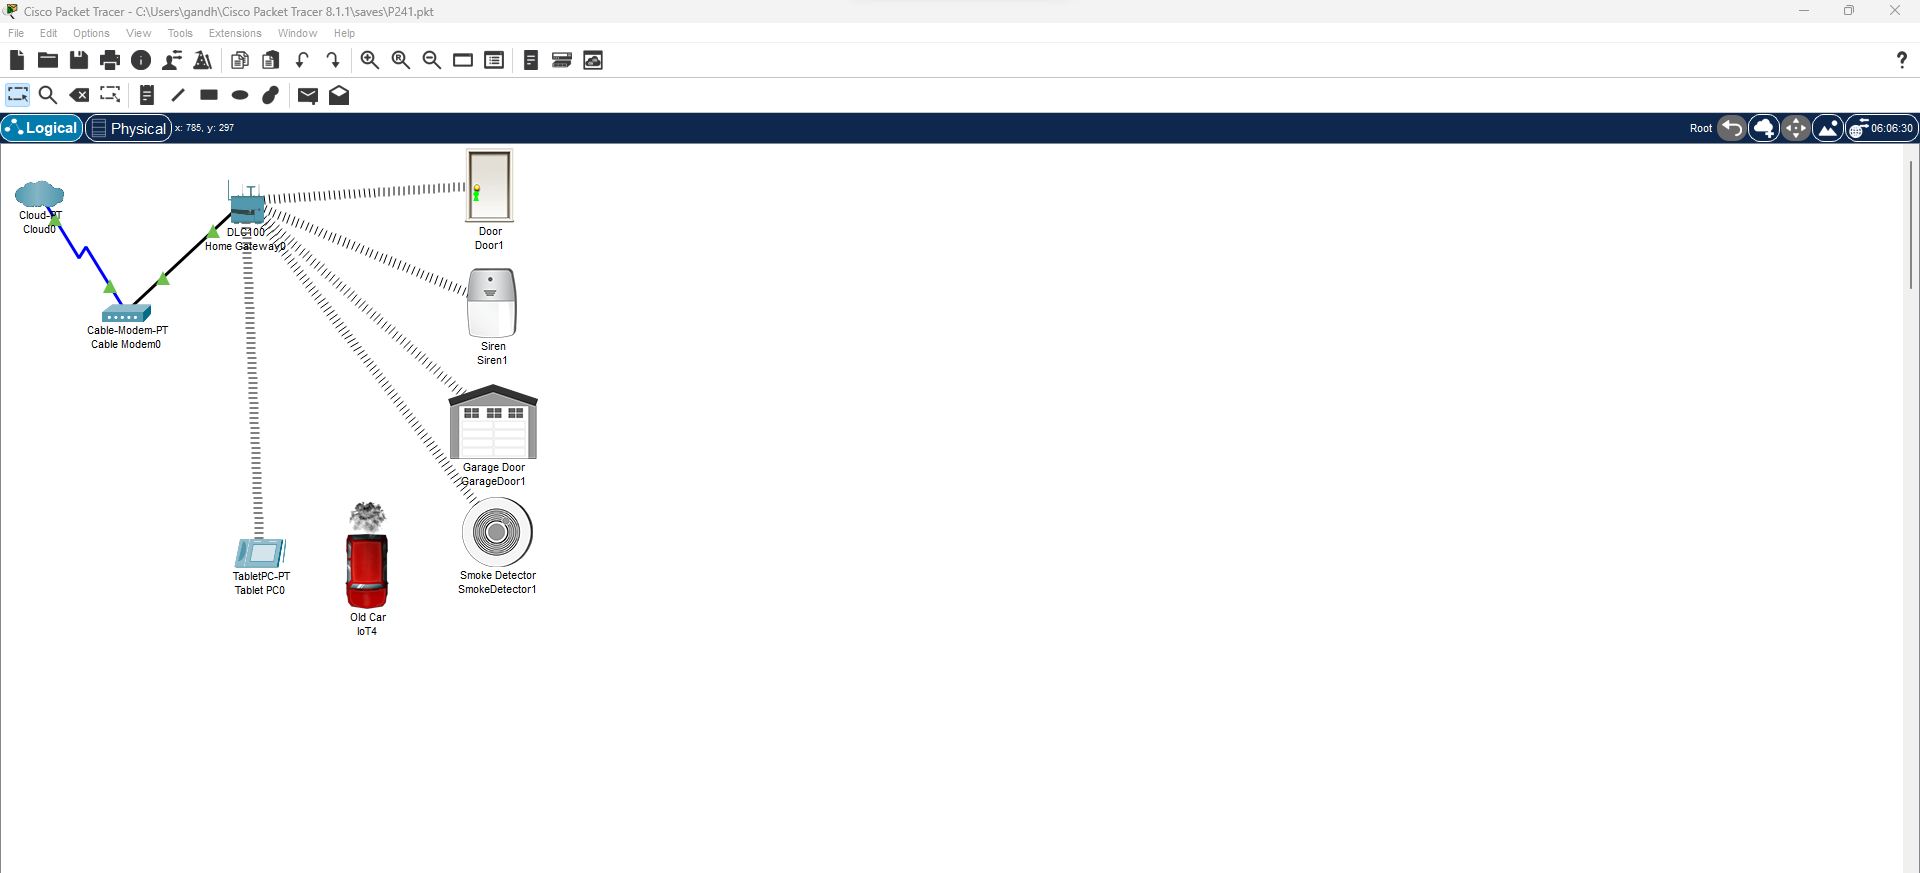 Cisco Packet Tracer - C:\Users\gandh\Cisco Packet Tracer 8.1.1\saves\P241.pkt
File Edit Options View Tools Extensions Window Help
Logical Physical x: 785, y: 297 Root 06:06:30
Cloud-PT
Cloud0
DLC100
Home Gateway0
Door
Door1
Cable-Modem-PT
Cable Modem0
Siren
Siren1
Garage Door
GarageDoor1
TabletPC-PT
Tablet PC0
Smoke Detector
SmokeDetector1
Old Car
IoT4